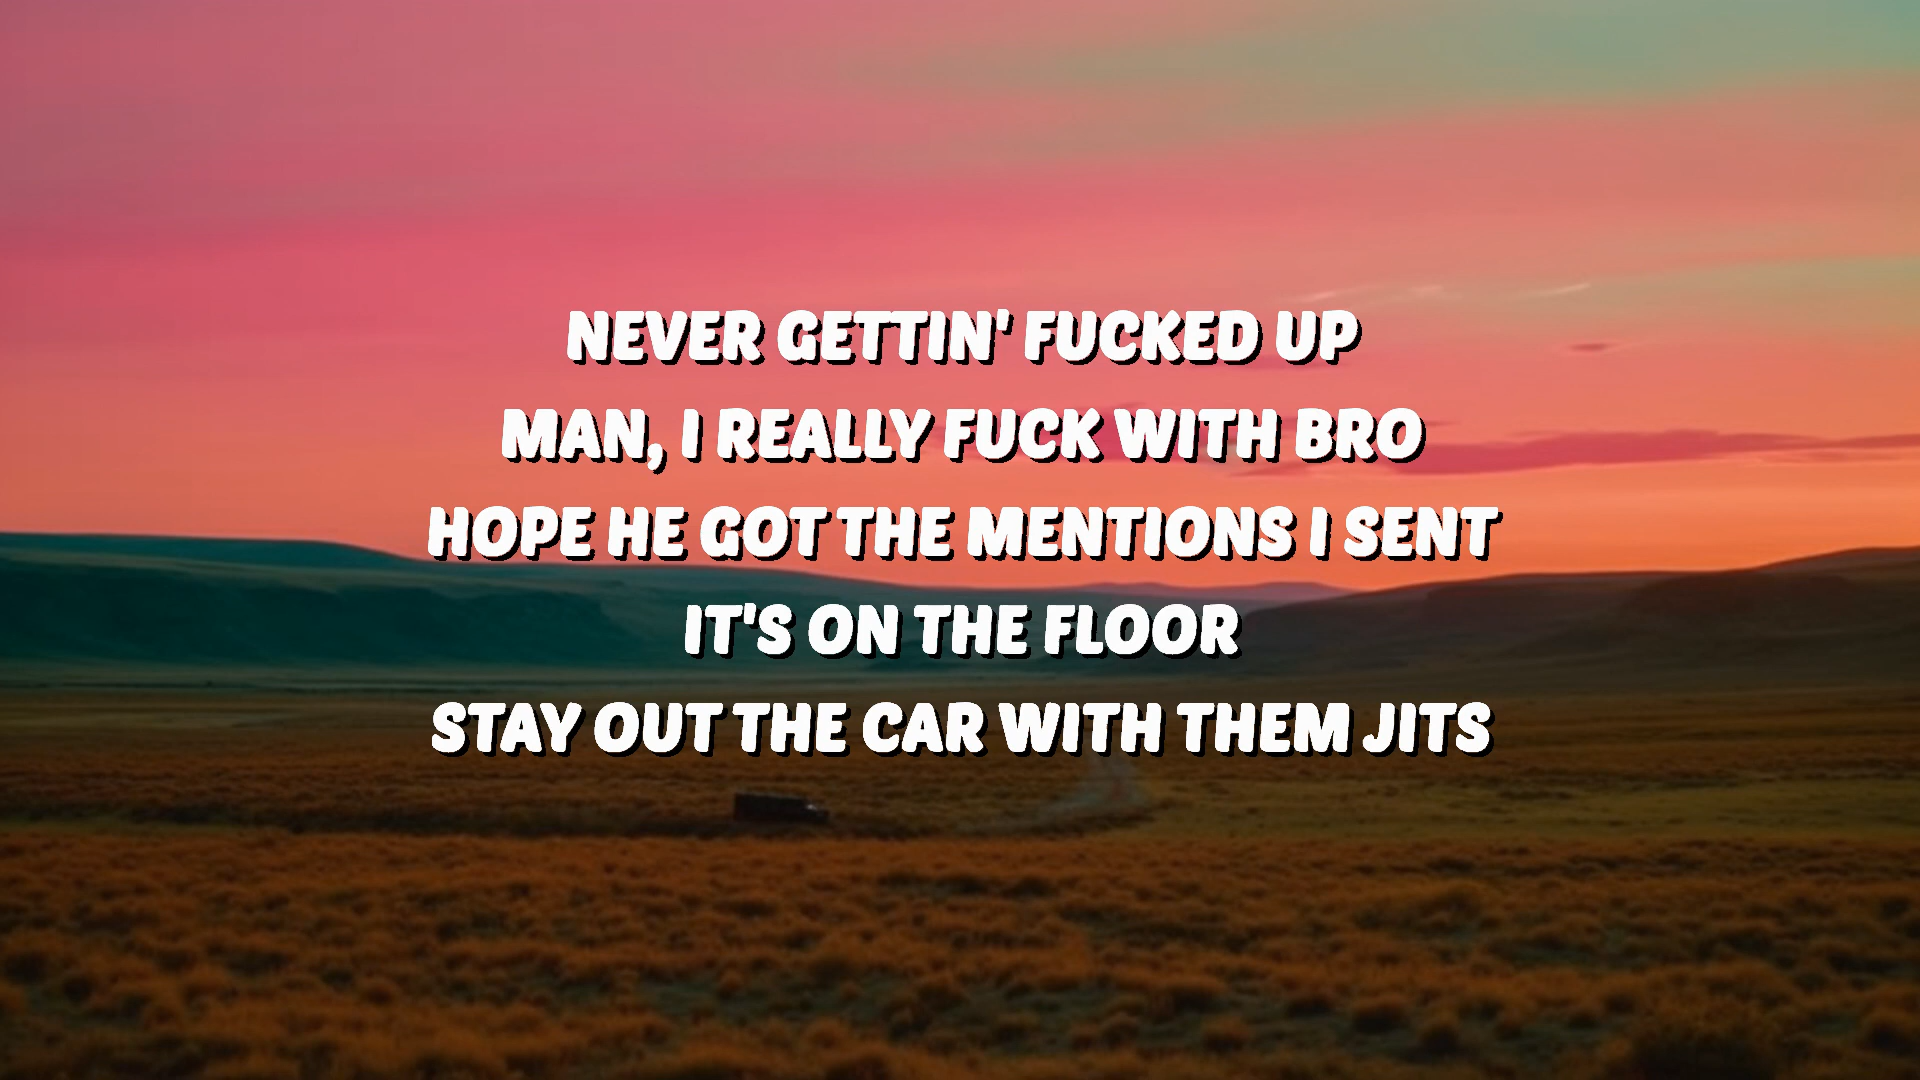 NEVER GETTIN' FUCKED UP
MAN, I REALLY FUCK WITH BRO
HOPE HE GOT THE MENTIONS I SENT
IT'S ON THE FLOOR
STAY OUT THE CAR WITH THEM JITS